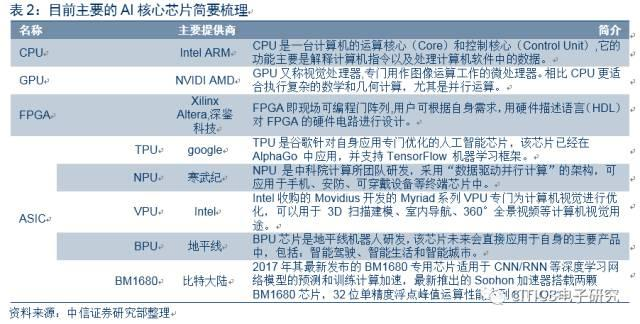 表 2：目前主要的 AI 核心芯片简要梳理
名称 主要提供商 简介
CPU Intel ARM CPU 是一台计算机的运算核心（Core）和控制核心（Control Unit）,它的
功能主要是解释计算机指令以及处理计算机软件中的数据。
GPU NVIDI AMD GPU 又称视觉处理器,专门用作图像运算工作的微处理器。相比 CPU 更适
合执行复杂的数学和几何计算，尤其是并行运算。
FPGA Xilinx
Altera,深鉴
科技
FPGA 即现场可编程门阵列,用户可根据自身需求，用硬件描述语言(HDL)
对 FPGA 的硬件电路进行设计。
ASIC
TPU google TPU 是谷歌针对自身应用专门优化的人工智能芯片，该芯片已经在
AlphaGo 中应用，并支持 TensorFlow 机器学习框架。
NPU 寒武纪 NPU 是中科院计算所团队研发，采用“数据驱动并行计算”的架构，可
应用于手机、安防、可穿戴设备等终端芯片中。
VPU Intel Intel 收购的 Movidius 开发的 Myriad 系列 VPU 专门为计算机视觉进行优
化，可以用于 3D 扫描建模、室内导航、360° 全景视频等计算机视觉用
途。
BPU 地平线 BPU 芯片是地平线机器人研发,该芯片未来会直接应用于自身的主要产品
中，包括：智能驾驶、智能生活和智能城市。
BM1680 比特大陆 2017 年其最新发布的 BM1680 专用芯片适用于 CNN/RNN 等深度学习网
络模型的预测和训练计算加速，最新推出的 Sophon 加速器搭载两颗
BM1680 芯片，32 位单精度浮点峰值运算性能
资料来源：中信证券研究部整理
电子研究